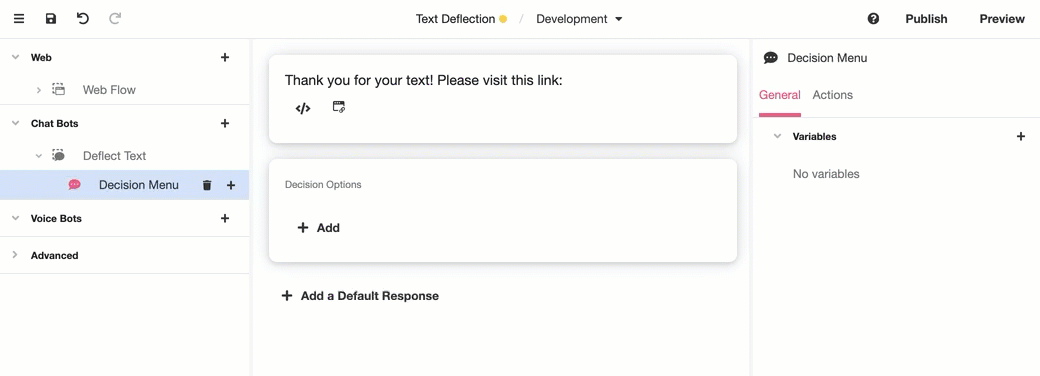 Text Deflection / Development
Publish
Preview
Web
Web Flow
Chat Bots
Deflect Text
Decision Menu
Voice Bots
Advanced
Thank you for your text! Please visit this link:
Decision Options
Add
Add a Default Response
Decision Menu
General Actions
Variables
No variables